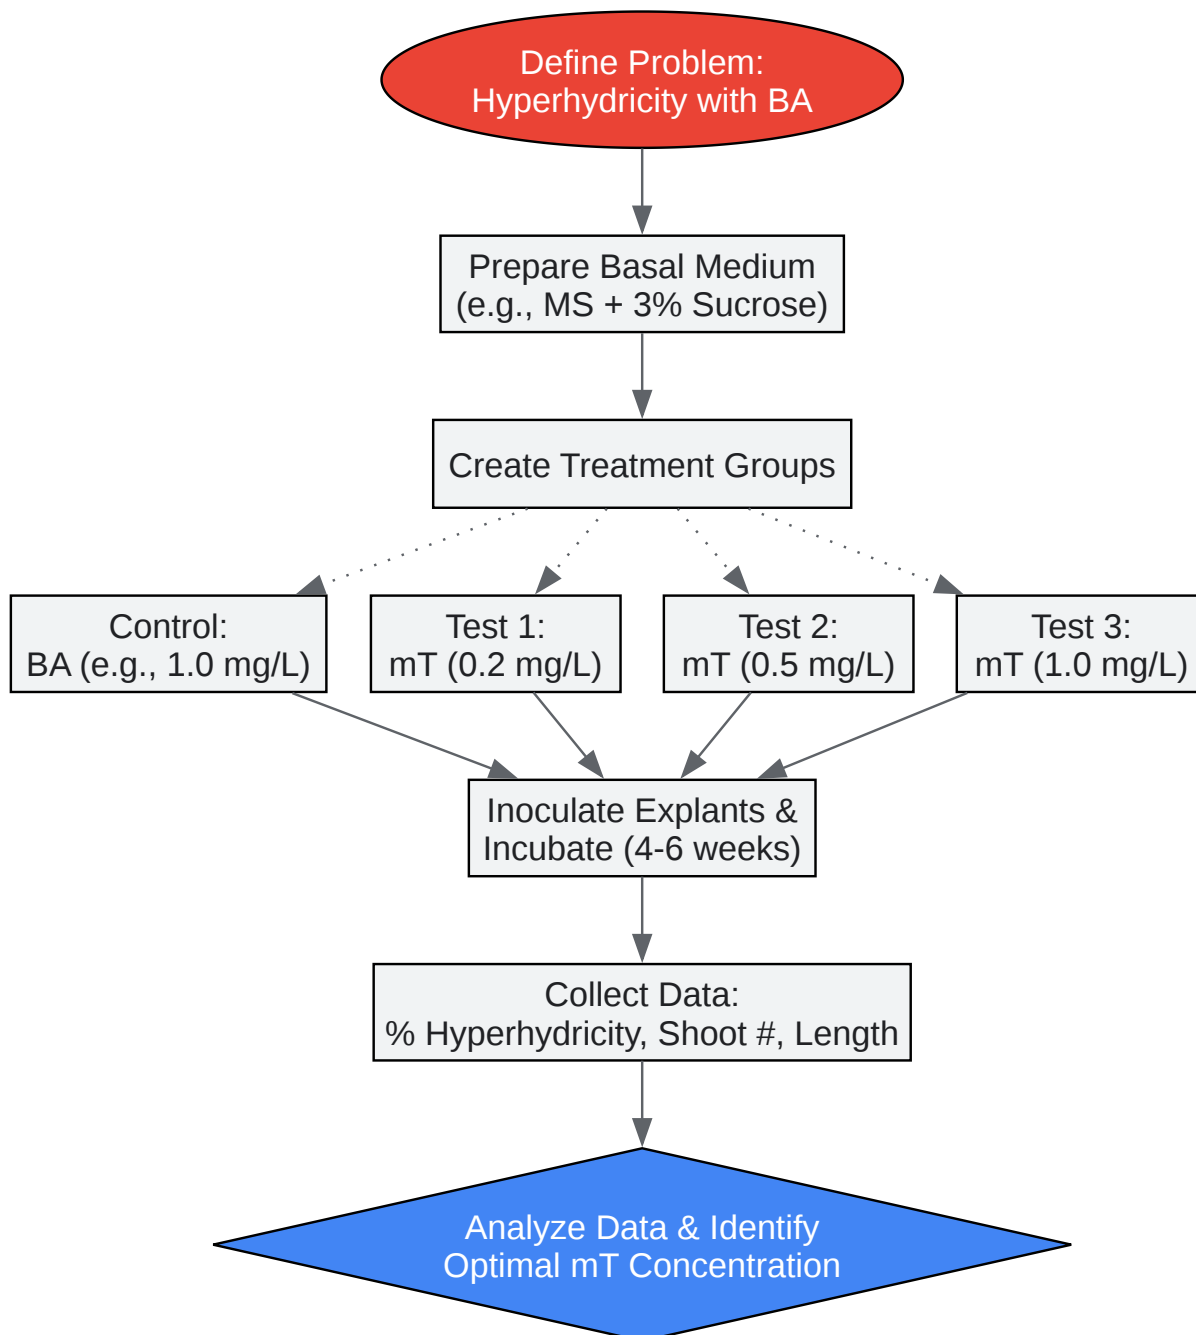 Define Problem:
Hyperhydricity with BA
Prepare Basal Medium
(e.g., MS + 3% Sucrose)
Create Treatment Groups
Control:
BA (e.g., 1.0 mg/L)
Test 1:
mT (0.2 mg/L)
Test 2:
mT (0.5 mg/L)
Test 3:
mT (1.0 mg/L)
Inoculate Explants &
Incubate (4-6 weeks)
Collect Data:
% Hyperhydricity, Shoot #, Length
Analyze Data & Identify
Optimal mT Concentration